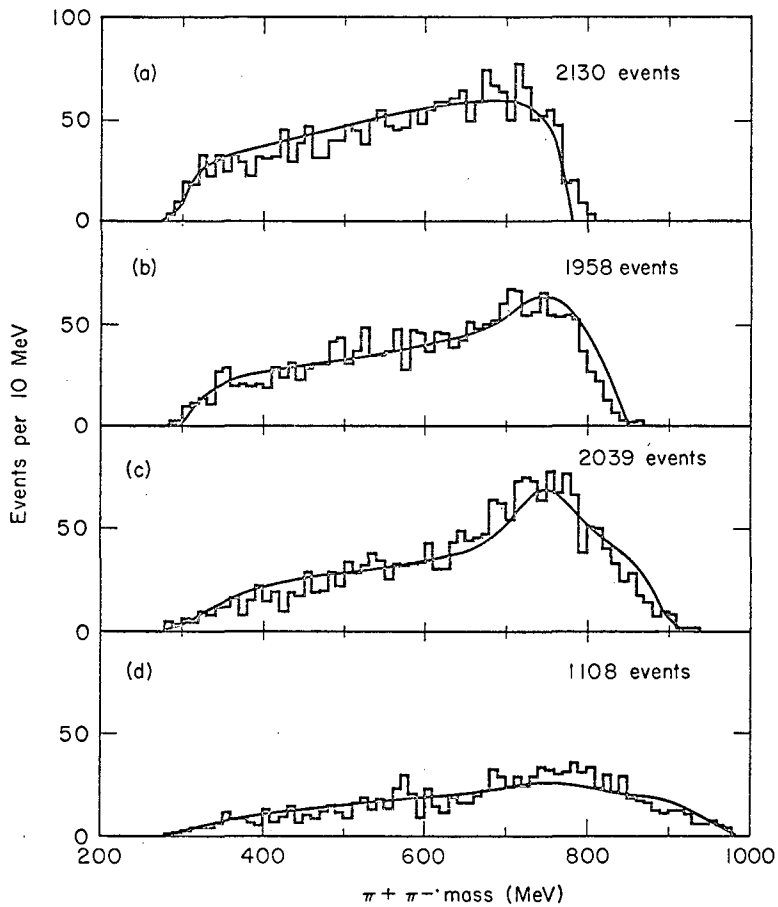 100
(a)
2130 events
50
0
(b)
1958 events
50
0
(c)
2039 events
50
0
(d)
1108 events
50
0
200
400
600
800
1000
Events per 10 MeV
π + π− mass (MeV)